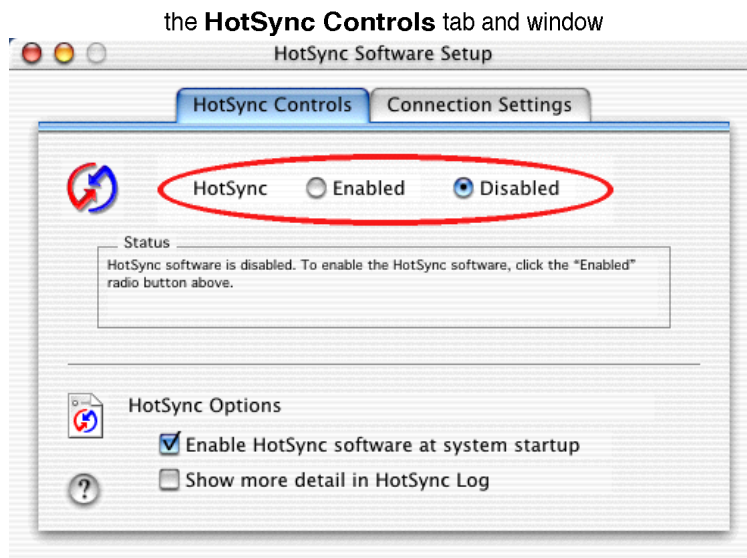 the HotSync Controls tab and window
HotSync Software Setup
HotSync Controls
Connection Settings
HotSync
Enabled
Disabled
Status
HotSync software is disabled. To enable the HotSync software, click the “Enabled”
radio button above.
HotSync Options
Enable HotSync software at system startup
Show more detail in HotSync Log
?